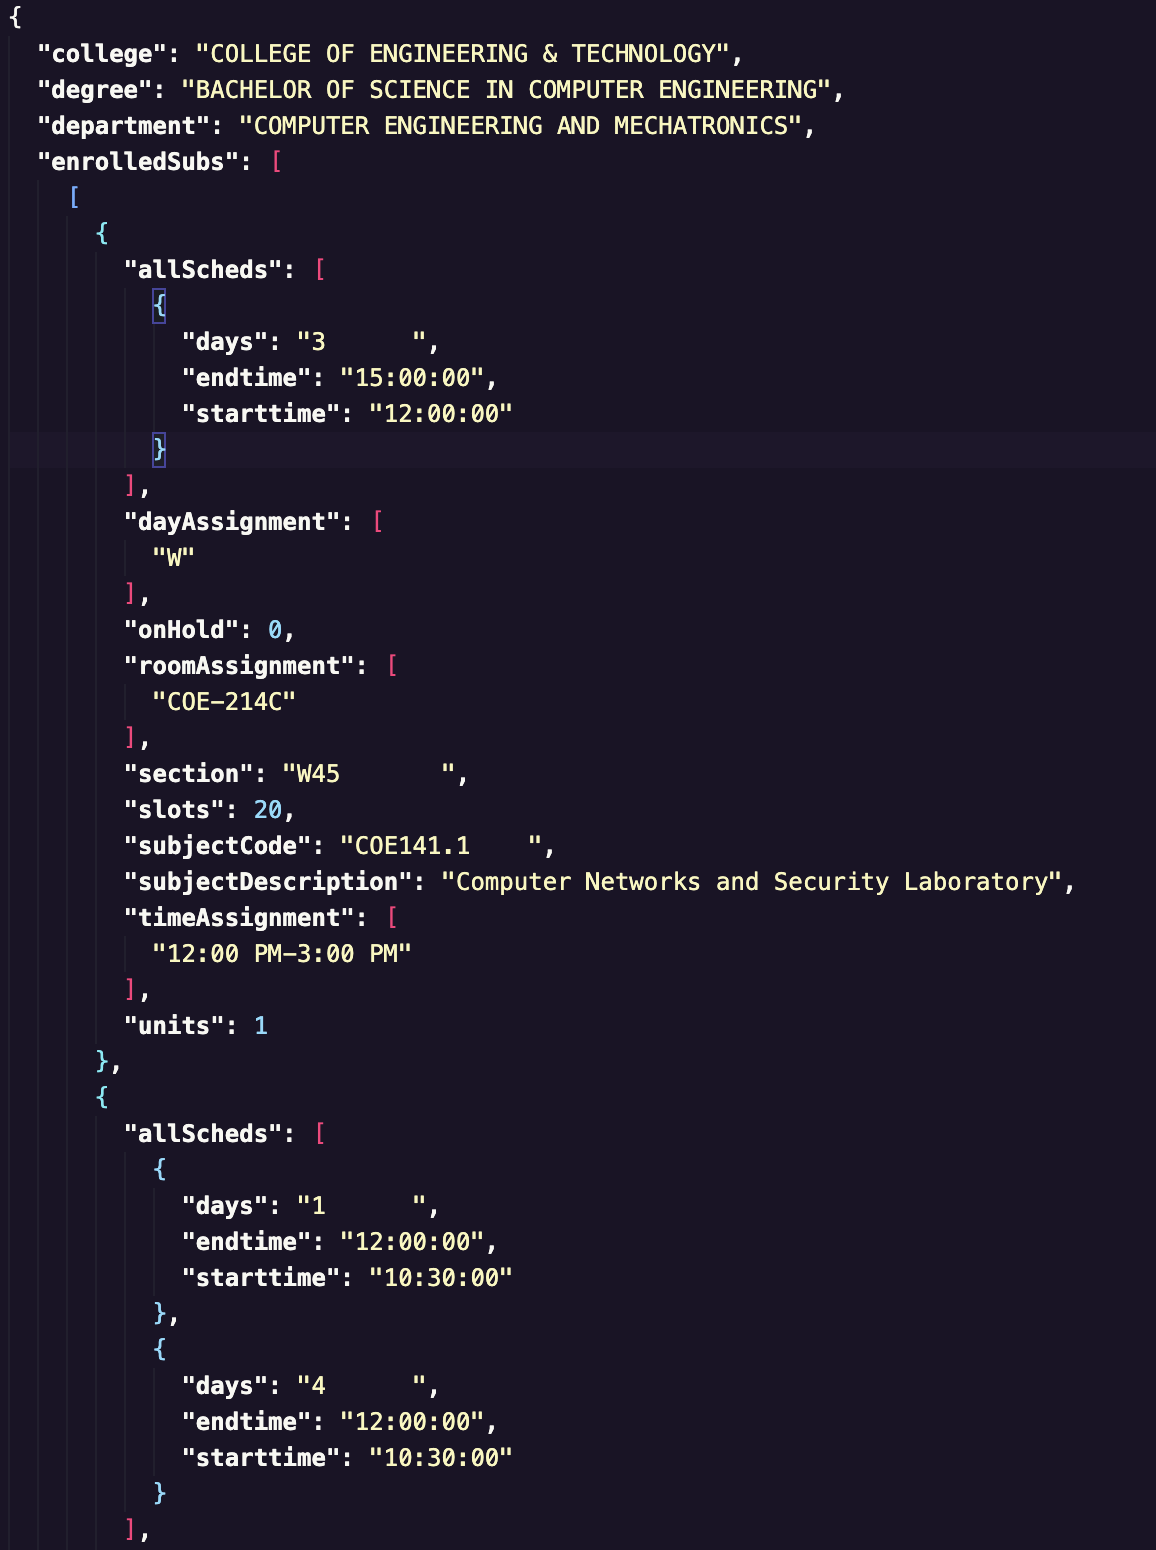 {
  "college": "COLLEGE OF ENGINEERING & TECHNOLOGY",
  "degree": "BACHELOR OF SCIENCE IN COMPUTER ENGINEERING",
  "department": "COMPUTER ENGINEERING AND MECHATRONICS",
  "enrolledSubs": [
    [
      {
        "allScheds": [
          {
            "days": "3      ",
            "endtime": "15:00:00",
            "starttime": "12:00:00"
          }
        ],
        "dayAssignment": [
          "W"
        ],
        "onHold": 0,
        "roomAssignment": [
          "COE-214C"
        ],
        "section": "W45       ",
        "slots": 20,
        "subjectCode": "COE141.1    ",
        "subjectDescription": "Computer Networks and Security Laboratory",
        "timeAssignment": [
          "12:00 PM-3:00 PM"
        ],
        "units": 1
      },
      {
        "allScheds": [
          {
            "days": "1      ",
            "endtime": "12:00:00",
            "starttime": "10:30:00"
          },
          {
            "days": "4      ",
            "endtime": "12:00:00",
            "starttime": "10:30:00"
          }
        ],